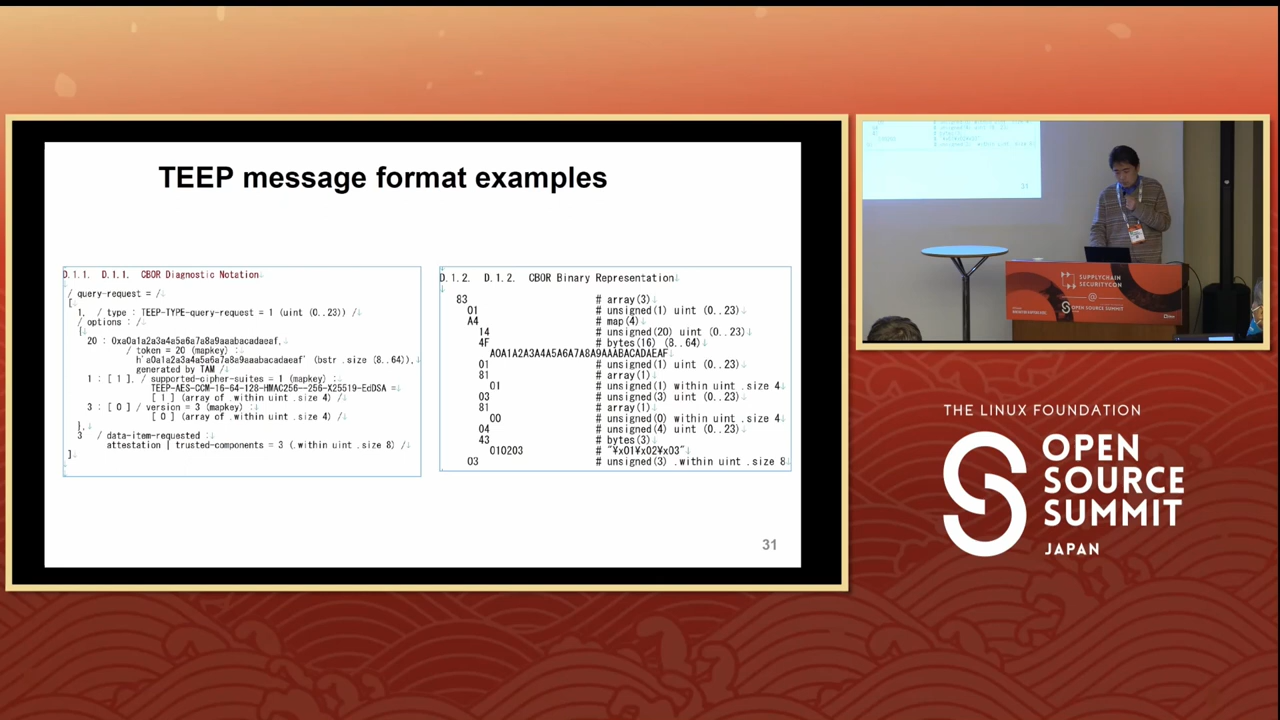 TEEP message format examples
D.1.1. D.1.1. CBOR Diagnostic Notation
/ query-request = /
[
1, / type : TEEP-TYPE-query-request = 1 (uint (0..23)) /
/ options : /
[
20 : 0xa0a1a2a3a4a5a6a7a8a9aaabacadaeaf,
/ token = 20 (mapkey) :
h'a0a1a2a3a4a5a6a7a8a9aaabacadaeaf' (bstr .size (8..64)),
generated by TAM /
1 : [ 1 ], / supported-cipher-suites = 1 (mapkey) :
TEEP-AES-CCM-16-64-128-HMAC256--256-X25519-EdDSA =
[ 1 ] (array of .within uint .size 4) /
3 : [ 0 ] / version = 3 (mapkey) :
[ 0 ] (array of .within uint .size 4) /
},
3 / data-item-requested :
attestation | trusted-components = 3 (.within uint .size 8) /
]
D.1.2. D.1.2. CBOR Binary Representation
83 # array(3)
01 # unsigned(1) uint (0..23)
A4 # map(4)
14 # unsigned(20) uint (0..23)
4F # bytes(16) (8..64)
A0A1A2A3A4A5A6A7A8A9AAABACADAEAF
01 # unsigned(1) uint (0..23)
81 # array(1)
01 # unsigned(1) within uint .size 4
03 # unsigned(3) uint (0..23)
81 # array(1)
00 # unsigned(0) within uint .size 4
04 # unsigned(4) uint (0..23)
43 # bytes(3)
010203 # "¥x01¥x02¥x03"
03 # unsigned(3) .within uint .size 8
31
31
SUPPLYCHAIN
SECURITYCON
@
OPEN SOURCE SUMMIT
THE LINUX FOUNDATION
OPEN
SOURCE
SUMMIT
JAPAN